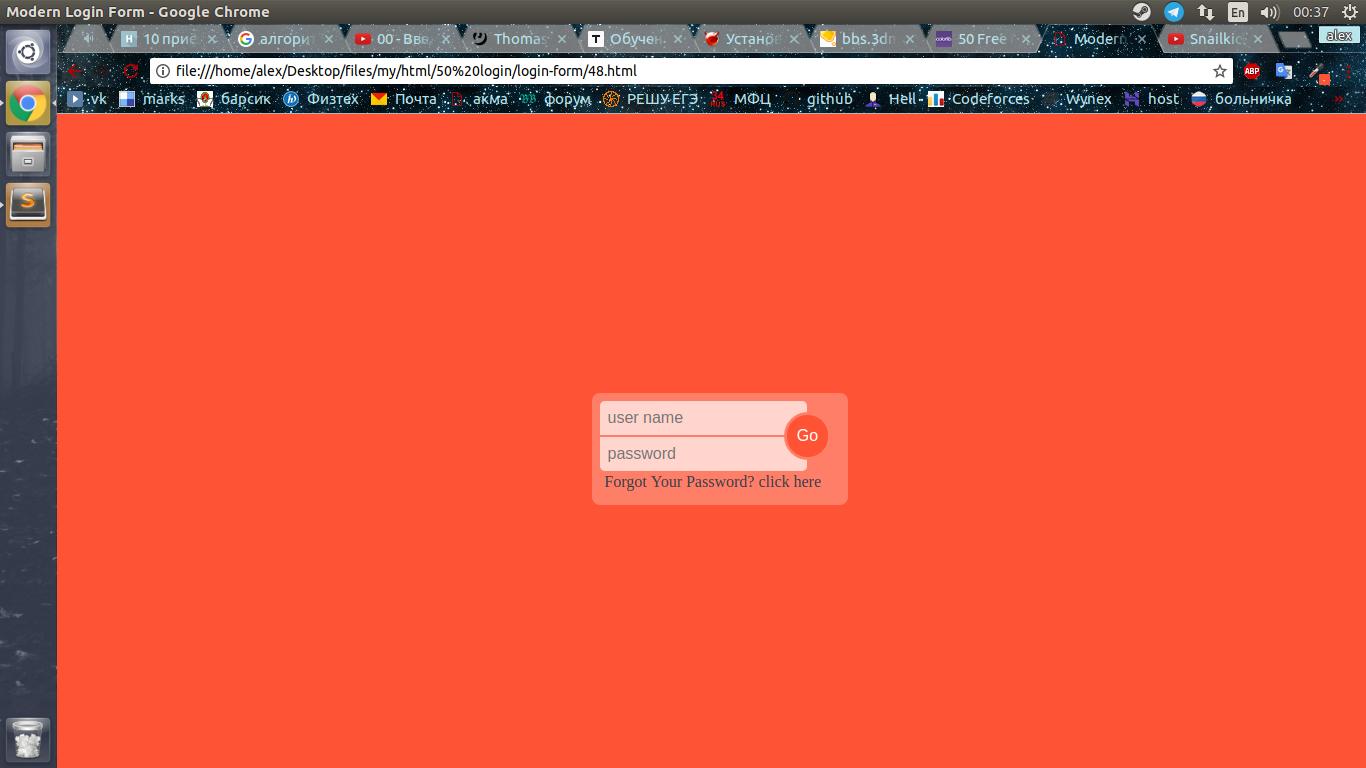 Modern Login Form - Google Chrome
En 00:37
10 при
алгорит
00 - Вве
Thomas
Обучен
Установ
bbs.3dm
50 Free
Modern
Snailkic
alex
file:///home/alex/Desktop/files/my/html/50%20login/login-form/48.html
ABP
vk marks барсик Физтех Почта акма форум РЕШУ ЕГЭ МФЦ github Hell Codeforces Wynex host больничка »
user name
Go
password
Forgot Your Password? click here